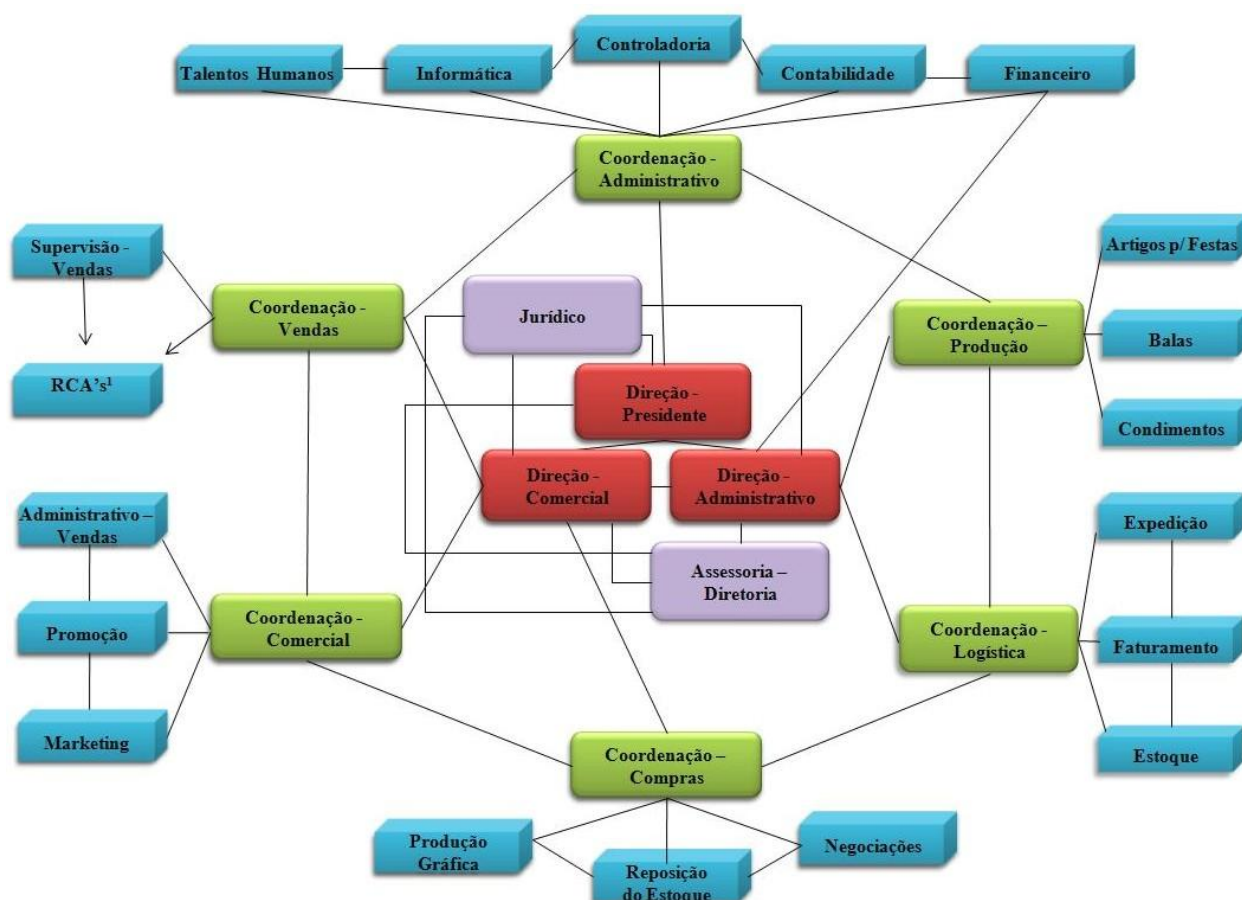 Controladoria
Talentos Humanos
Informática
Contabilidade
Financeiro
Coordenação -
Administrativo
Supervisão -
Vendas
Artigos p/ Festas
Coordenação -
Vendas
Jurídico
Coordenação –
Produção
Balas
RCA's¹
Direção -
Presidente
Condimentos
Direção -
Comercial
Direção -
Administrativo
Administrativo –
Vendas
Expedição
Assessoria –
Diretoria
Coordenação -
Comercial
Coordenação -
Logística
Promoção
Faturamento
Marketing
Estoque
Coordenação –
Compras
Produção
Gráfica
Reposição
do Estoque
Negociações